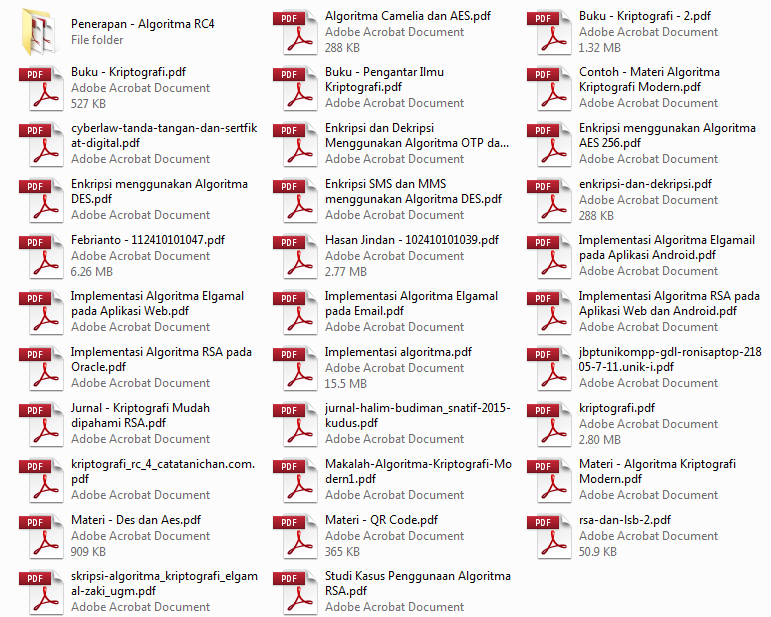 Penerapan - Algoritma RC4
File folder
PDF
Algoritma Camelia dan AES.pdf
Adobe Acrobat Document
288 KB
PDF
Buku - Kriptografi - 2.pdf
Adobe Acrobat Document
1.32 MB
PDF
Buku - Kriptografi.pdf
Adobe Acrobat Document
527 KB
PDF
Buku - Pengantar Ilmu
Kriptografi.pdf
Adobe Acrobat Document
PDF
Contoh - Materi Algoritma
Kriptografi Modern.pdf
Adobe Acrobat Document
PDF
cyberlaw-tanda-tangan-dan-sertfik
at-digital.pdf
Adobe Acrobat Document
PDF
Enkripsi dan Dekripsi
Menggunakan Algoritma OTP da...
Adobe Acrobat Document
PDF
Enkripsi menggunakan Algoritma
AES 256.pdf
Adobe Acrobat Document
PDF
Enkripsi menggunakan Algoritma
DES.pdf
Adobe Acrobat Document
PDF
Enkripsi SMS dan MMS
menggunakan Algoritma DES.pdf
Adobe Acrobat Document
PDF
enkripsi-dan-dekripsi.pdf
Adobe Acrobat Document
288 KB
PDF
Febrianto - 112410101047.pdf
Adobe Acrobat Document
6.26 MB
PDF
Hasan Jindan - 102410101039.pdf
Adobe Acrobat Document
2.77 MB
PDF
Implementasi Algoritma Elgamail
pada Aplikasi Android.pdf
Adobe Acrobat Document
PDF
Implementasi Algoritma Elgamal
pada Aplikasi Web.pdf
Adobe Acrobat Document
PDF
Implementasi Algoritma Elgamal
pada Email.pdf
Adobe Acrobat Document
PDF
Implementasi Algoritma RSA pada
Aplikasi Web dan Android.pdf
Adobe Acrobat Document
PDF
Implementasi Algoritma RSA pada
Oracle.pdf
Adobe Acrobat Document
PDF
Implementasi algoritma.pdf
Adobe Acrobat Document
15.5 MB
PDF
jbptunikompp-gdl-ronisaptop-218
05-7-11.unik-i.pdf
Adobe Acrobat Document
PDF
Jurnal - Kriptografi Mudah
dipahami RSA.pdf
Adobe Acrobat Document
PDF
jurnal-halim-budiman_snatif-2015-
kudus.pdf
Adobe Acrobat Document
PDF
kriptografi.pdf
Adobe Acrobat Document
2.80 MB
PDF
kriptografi_rc_4_catatanichan.com.
pdf
Adobe Acrobat Document
PDF
Makalah-Algoritma-Kriptografi-Mo
dern1.pdf
Adobe Acrobat Document
PDF
Materi - Algoritma Kriptografi
Modern.pdf
Adobe Acrobat Document
PDF
Materi - Des dan Aes.pdf
Adobe Acrobat Document
909 KB
PDF
Materi - QR Code.pdf
Adobe Acrobat Document
365 KB
PDF
rsa-dan-lsb-2.pdf
Adobe Acrobat Document
50.9 KB
PDF
skripsi-algoritma_kriptografi_elgam
al-zaki_ugm.pdf
Adobe Acrobat Document
PDF
Studi Kasus Penggunaan Algoritma
RSA.pdf
Adobe Acrobat Document